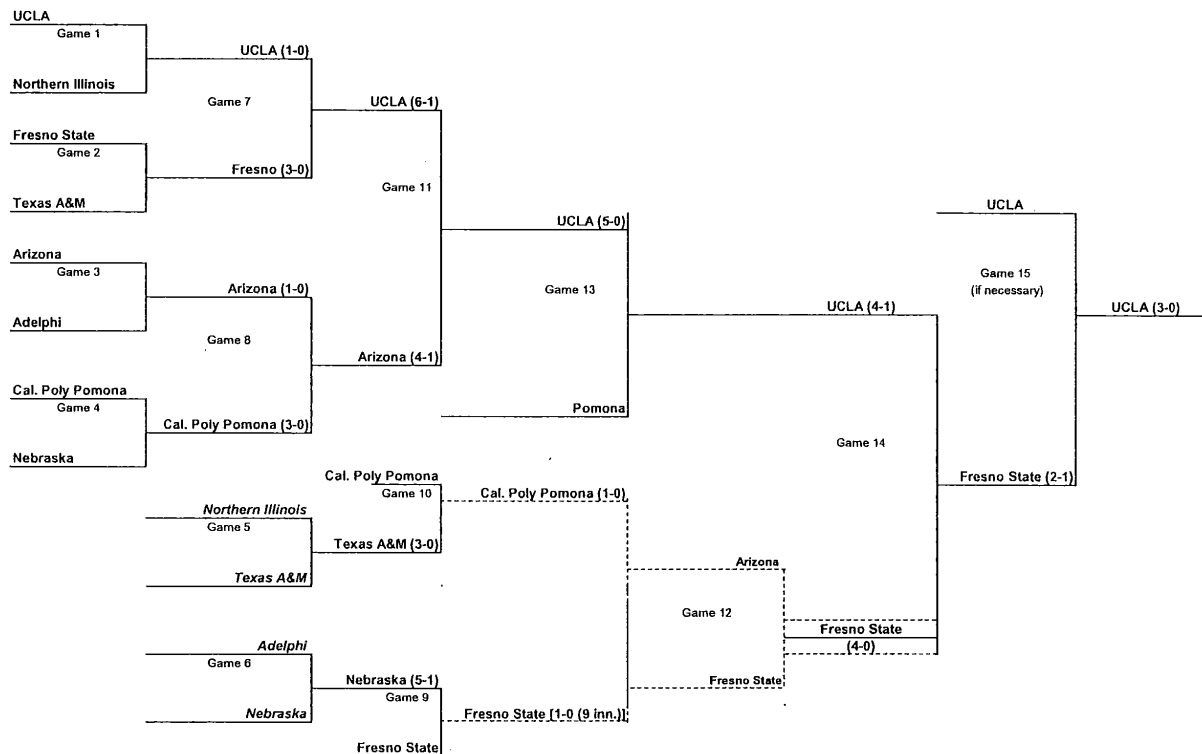 UCLA
Game 1
UCLA (1-0)
Northern Illinois
Game 7
UCLA (6-1)
Fresno State
Game 2
Fresno (3-0)
Game 11
Texas A&M
UCLA
UCLA (5-0)
Arizona
Game 3
Game 15
(if necessary)
Arizona (1-0)
Game 13
UCLA (4-1)
UCLA (3-0)
Adelphi
Game 8
Arizona (4-1)
Cal. Poly Pomona
Game 4
Pomona
Cal. Poly Pomona (3-0)
Game 14
Nebraska
Cal. Poly Pomona
Fresno State (2-1)
Game 10
Cal. Poly Pomona (1-0)
Northern Illinois
Game 5
Texas A&M (3-0)
Arizona
Texas A&M
Game 12
Fresno State
(4-0)
Adelphi
Game 6
Nebraska (5-1)
Fresno State
Game 9
Nebraska
Fresno State [1-0 (9 inn.)]
Fresno State